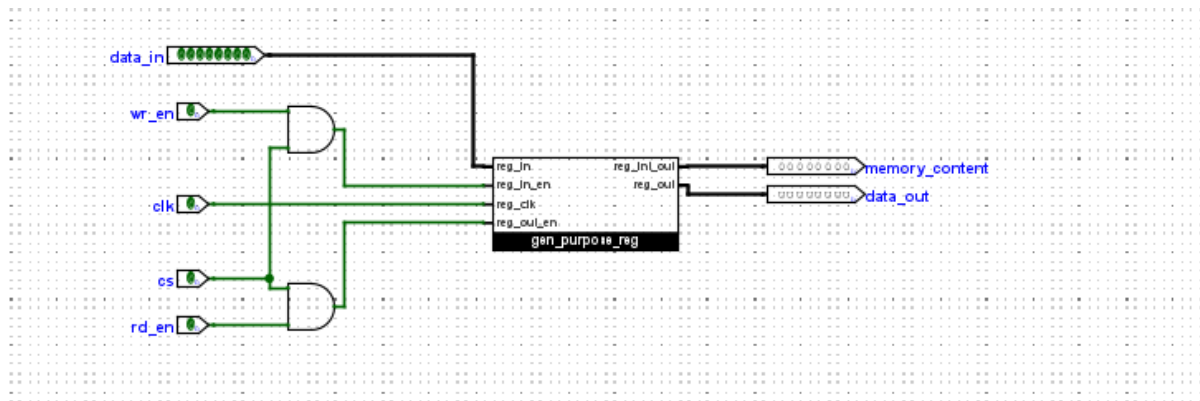 data_in
wr_en
clk
cs
rd_en
reg_in
reg_in_en
reg_clk
reg_out_en
reg_int_out
reg_out
gen_purpose_reg
memory_content
data_out